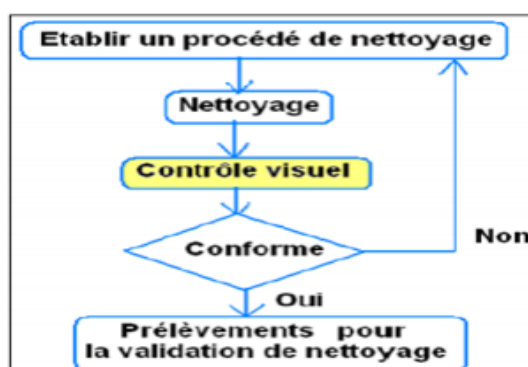 Etablir un procédé de nettoyage
Nettoyage
Contrôle visuel
Conforme
Non
Oui
Prélèvements pour
la validation de nettoyage